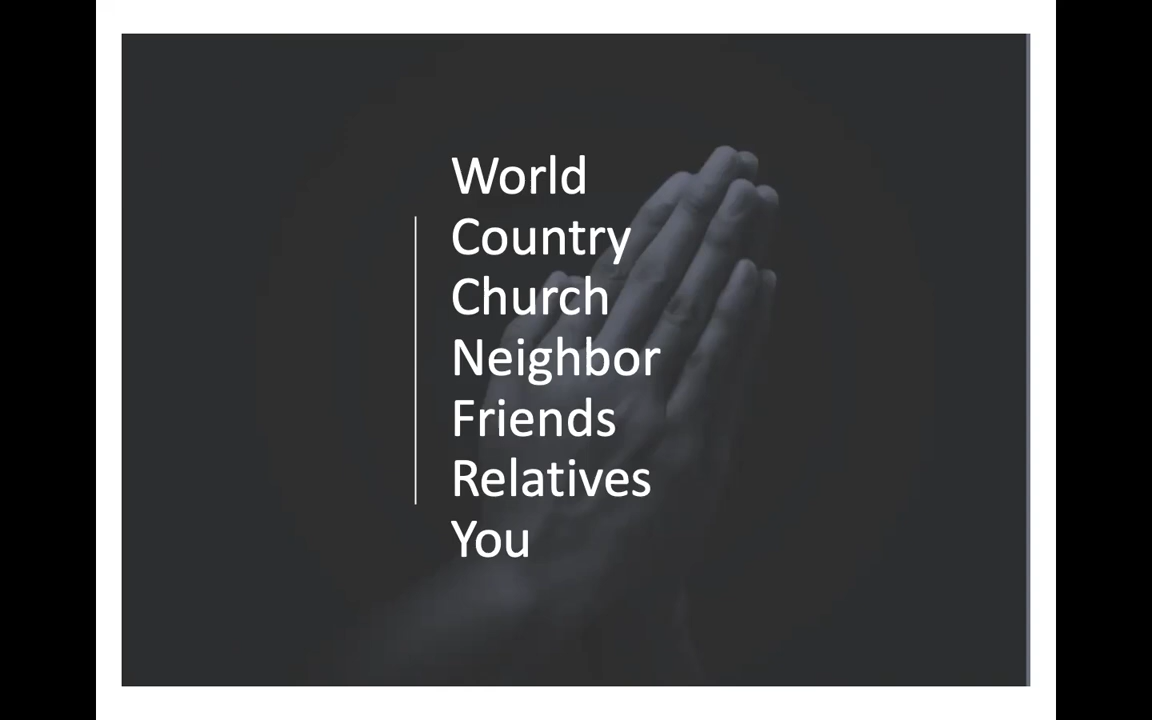 World
Country
Church
Neighbor
Friends
Relatives
You